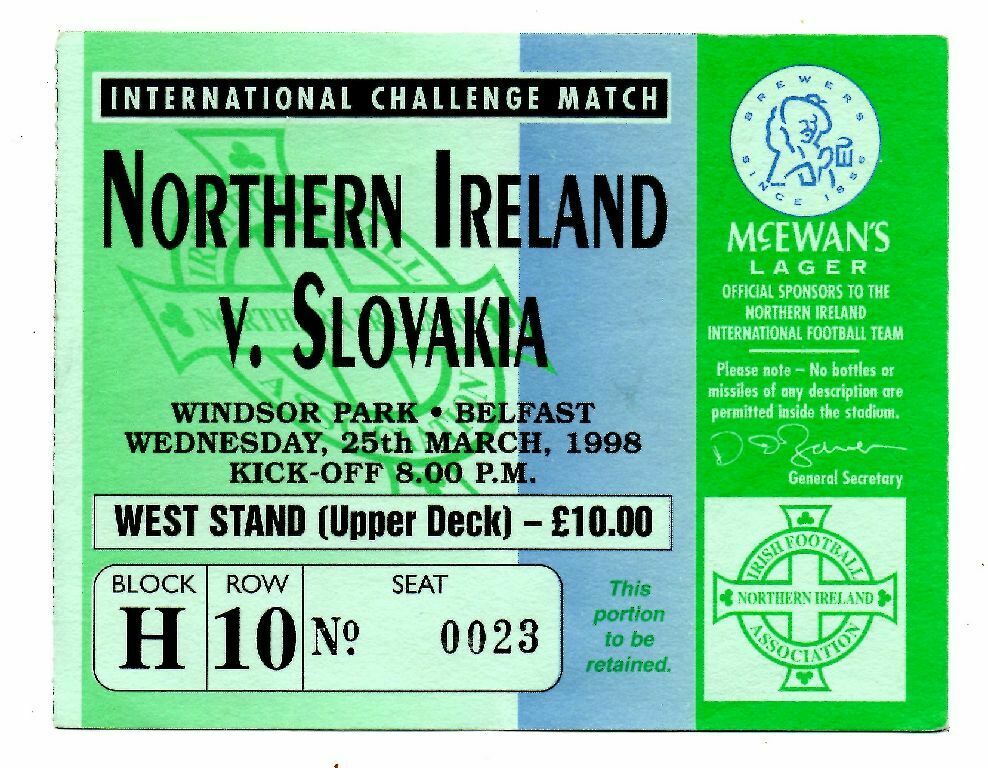 INTERNATIONAL CHALLENGE MATCH
NORTHERN IRELAND
V. SLOVAKIA
WINDSOR PARK • BELFAST
WEDNESDAY, 25th MARCH, 1998
KICK-OFF 8.00 P.M.
WEST STAND (Upper Deck) – £10.00
BLOCK ROW SEAT
H 10 Nº 0023
This
portion
to be
retained.
BREWERS
SINCE 1856
McEWAN'S
LAGER
OFFICIAL SPONSORS TO THE
NORTHERN IRELAND
INTERNATIONAL FOOTBALL TEAM
Please note – No bottles or
missiles of any description are
permitted inside the stadium.
General Secretary
IRISH FOOTBALL
NORTHERN IRELAND
ASSOCIATION